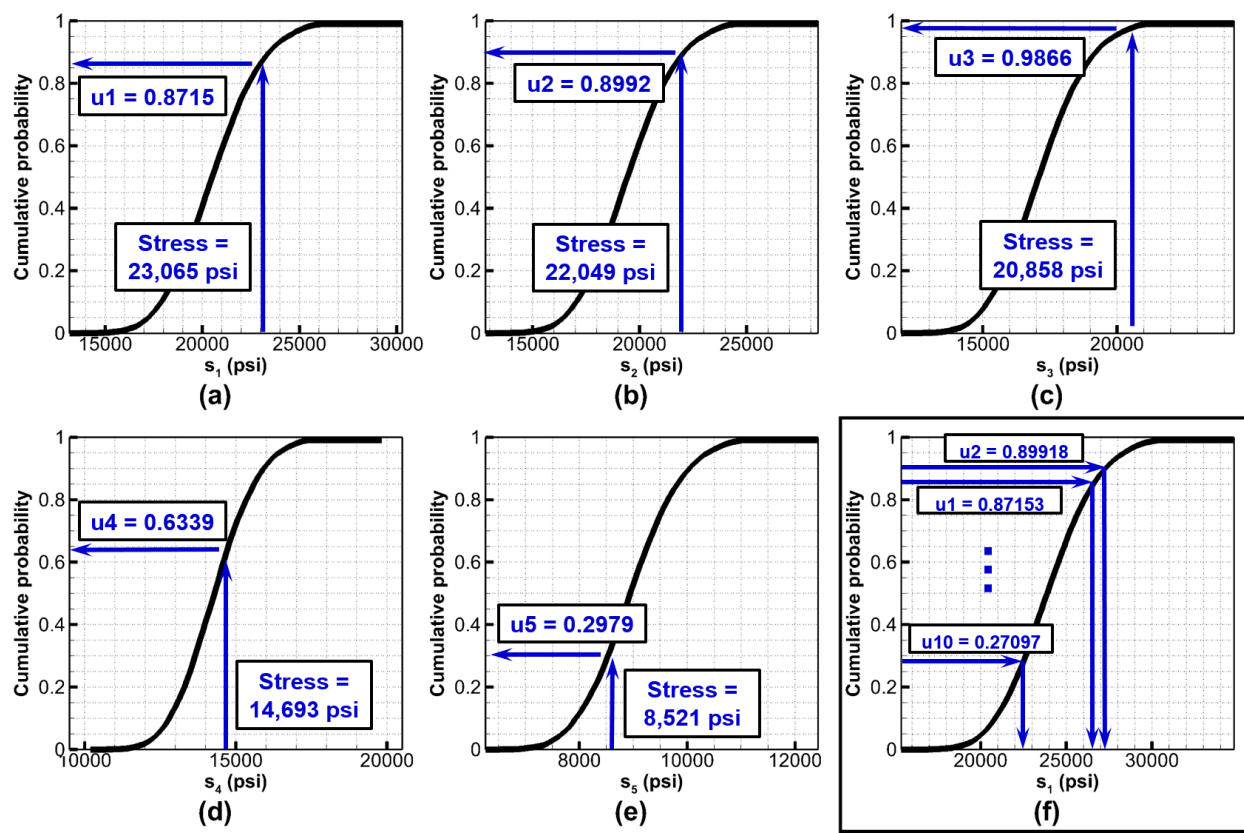 1
0.8
0.6
0.4
0.2
0
Cumulative probability
u1 = 0.8715
Stress =
23,065 psi
15000 20000 25000 30000
s1 (psi)
(a)
1
0.8
0.6
0.4
0.2
0
Cumulative probability
u2 = 0.8992
Stress =
22,049 psi
15000 20000 25000
s2 (psi)
(b)
1
0.8
0.6
0.4
0.2
0
Cumulative probability
u3 = 0.9866
Stress =
20,858 psi
15000 20000
s3 (psi)
(c)
1
0.8
0.6
0.4
0.2
0
Cumulative probability
u4 = 0.6339
Stress =
14,693 psi
10000 15000 20000
s4 (psi)
(d)
1
0.8
0.6
0.4
0.2
0
Cumulative probability
u5 = 0.2979
Stress =
8,521 psi
8000 10000 12000
s5 (psi)
(e)
1
0.8
0.6
0.4
0.2
0
Cumulative probability
u2 = 0.89918
u1 = 0.87153
u10 = 0.27097
20000 25000 30000
s1 (psi)
(f)